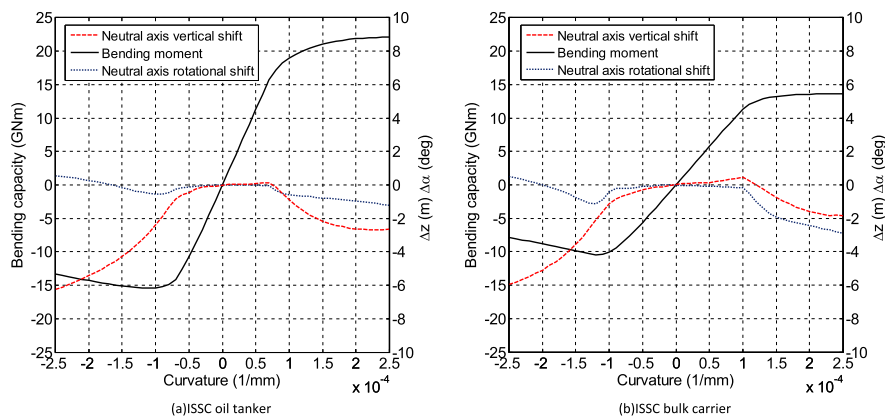 25
20
15
10
5
0
-5
-10
-15
-20
-25
Bending capacity (GNm)
Neutral axis vertical shift
Bending moment
Neutral axis rotational shift
10
8
6
4
2
0
-2
-4
-6
-8
-10
Δz (m) Δα (deg)
-2.5 -2 -1.5 -1 -0.5 0 0.5 1 1.5 2 2.5
Curvature (1/mm)
x 10⁻⁴
(a)ISSC oil tanker
25
20
15
10
5
0
-5
-10
-15
-20
-25
Bending capacity (GNm)
Neutral axis vertical shift
Bending moment
Neutral axis rotational shift
10
8
6
4
2
0
-2
-4
-6
-8
-10
Δz (m) Δα (deg)
-2.5 -2 -1.5 -1 -0.5 0 0.5 1 1.5 2 2.5
Curvature (1/mm)
x 10⁻⁴
(b)ISSC bulk carrier